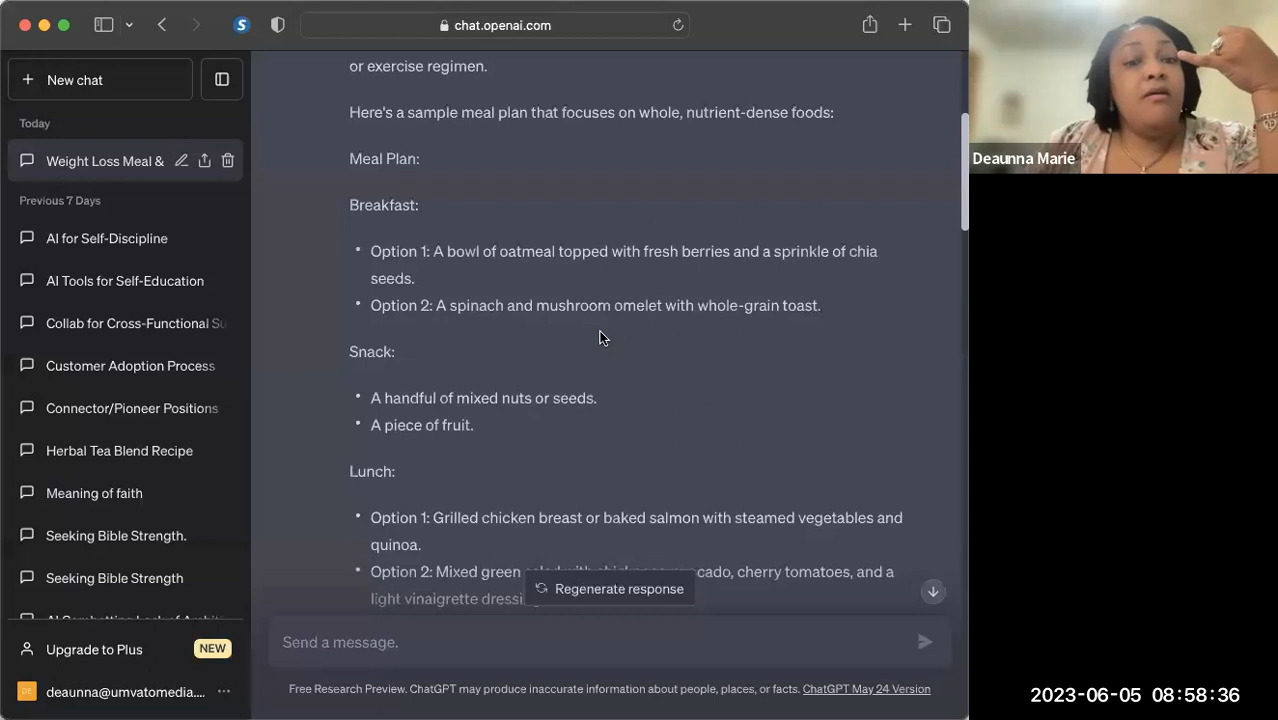 chat.openai.com
New chat
Today
Weight Loss Meal &
Previous 7 Days
AI for Self-Discipline
AI Tools for Self-Education
Collab for Cross-Functional Su
Customer Adoption Process
Connector/Pioneer Positions
Herbal Tea Blend Recipe
Meaning of faith
Seeking Bible Strength.
Seeking Bible Strength
Upgrade to Plus
NEW
DE
deaunna@umvatomedia....
or exercise regimen.
Here's a sample meal plan that focuses on whole, nutrient-dense foods:
Meal Plan:
Breakfast:
• Option 1: A bowl of oatmeal topped with fresh berries and a sprinkle of chia
seeds.
• Option 2: A spinach and mushroom omelet with whole-grain toast.
Snack:
• A handful of mixed nuts or seeds.
• A piece of fruit.
Lunch:
• Option 1: Grilled chicken breast or baked salmon with steamed vegetables and
quinoa.
• Option 2: Mixed green cado, cherry tomatoes, and a
light vinaigrette dressi
Regenerate response
Send a message.
Free Research Preview. ChatGPT may produce inaccurate information about people, places, or facts. ChatGPT May 24 Version
Deaunna Marie
2023-06-05 08:58:36